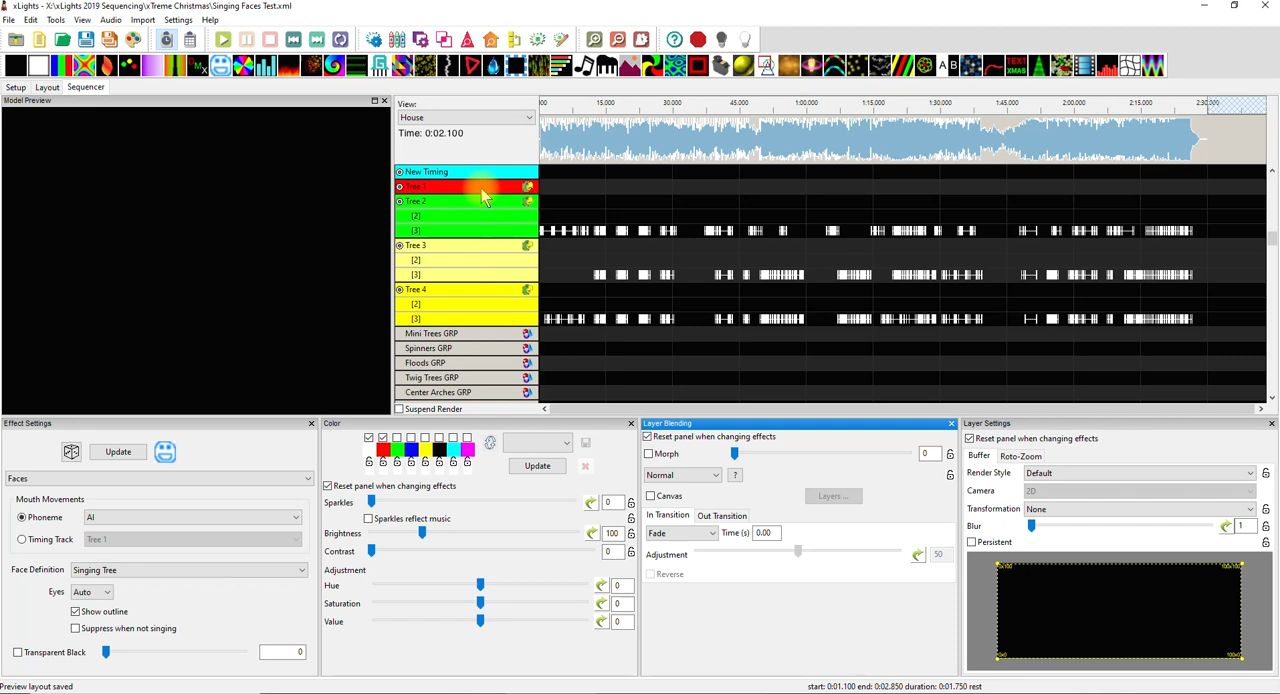 xLights - X:\xLights 2019 Sequencing\xTreme Christmas\Singing Faces Test.xml
File Edit Tools View Audio Import Settings Help
Setup Layout Sequencer
Model Preview
View:
House
Time: 0:02.100
00 15.000 30.000 45.000 1:00.000 1:15.000 1:30.000 1:45.000 2:00.000 2:15.000 2:30.000
New Timing
Tree 1
Tree 2
[2]
[3]
Tree 3
[2]
[3]
Tree 4
[2]
[3]
Mini Trees GRP
Spinners GRP
Floods GRP
Twig Trees GRP
Center Arches GRP
Suspend Render
Effect Settings
Update
Faces
Mouth Movements
Phoneme AI
Timing Track Tree 1
Face Definition Singing Tree
Eyes Auto
Show outline
Suppress when not singing
Transparent Black 0
Color
Update
Reset panel when changing effects
Sparkles 0
Sparkles reflect music
Brightness 100
Contrast 0
Adjustment
Hue 0
Saturation 0
Value 0
Layer Blending
Reset panel when changing effects
Morph 0
Normal ?
Canvas Layers ...
In Transition Out Transition
Fade Time (s) 0.00
Adjustment 50
Reverse
Layer Settings
Reset panel when changing effects
Buffer Roto-Zoom
Render Style Default
Camera 2D
Transformation None
Blur 1
Persistent
Preview layout saved
start: 0:01.100 end: 0:02.850 duration: 0:01.750 rest